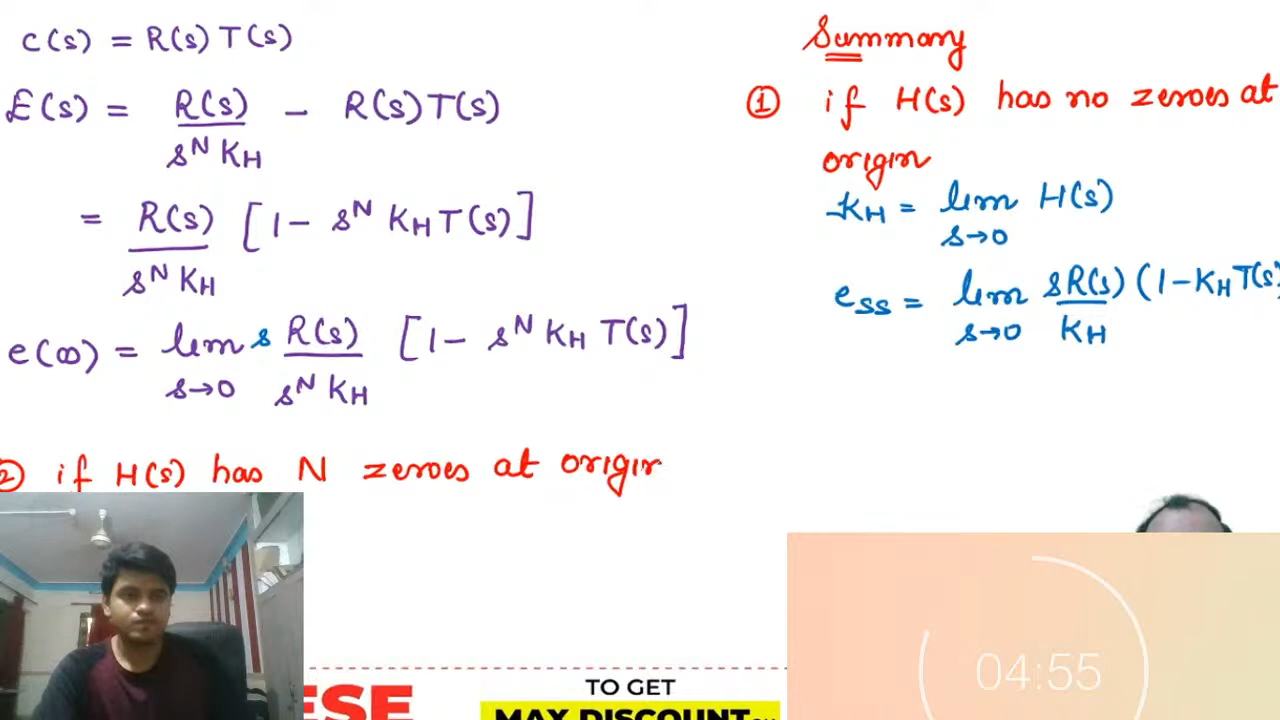 C(s) = R(s) T(s)
E(s) = R(s) / s^N K_H − R(s) T(s)
= R(s) / s^N K_H [1 − s^N K_H T(s)]
e(∞) = lim s→0 s R(s) / s^N K_H [1 − s^N K_H T(s)]
② if H(s) has N zeroes at origin
Summary
① if H(s) has no zeroes at
origin
K_H = lim s→0 H(s)
e_ss = lim s→0 sR(s) / K_H (1 − K_H T(s)
ESE
TO GET
MAX DISCOUNT
04:55